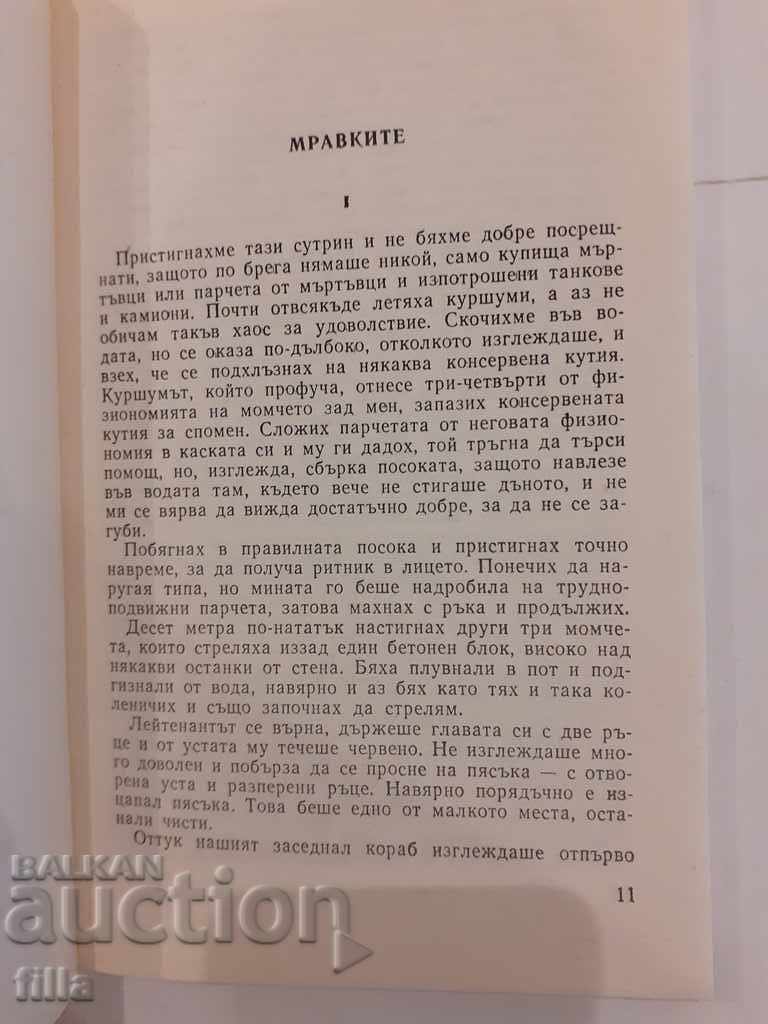 МРАВКИТЕ
I
Пристигнахме тази сутрин и не бяхме добре посрещ-
нати, защото по брега нямаше никой, само купища мър-
тъвци или парчета от мъртъвци и изпотрошени танкове
и камиони. Почти отвсякъде летяха куршуми, а аз не
обичам такъв хаос за удоволствие. Скочихме във во-
дата, но се оказа по-дълбоко, отколкото изглеждаше, и
взех, че се подхлъзнах на някаква консервена кутия.
Куршумът, който профуча, отнесе три-четвърти от фи-
зиономията на момчето зад мен, запазих консервената
кутия за спомен. Сложих парчетата от неговата физио-
номия в каската си и му ги дадох, той тръгна да търси
помощ, но, изглежда, сбърка посоката, защото навлезе
във водата там, където вече не стигаше дъното, и не
ми се вярва да вижда достатъчно добре, за да не се за-
губи.
Побягнах в правилната посока и пристигнах точно
навреме, за да получа ритник в лицето. Понечих да на-
ругая типа, но мината го беше надробила на трудно-
подвижни парчета, затова махнах с ръка и продължих.
Десет метра по-нататък настигнах други три момче-
та, които стреляха иззад един бетонен блок, високо над
някакви останки от стена. Бяха плувнали в пот и под-
гизнали от вода, навярно и аз бях като тях и така ко-
леничих и също започнах да стрелям.
Лейтенантът се върна, държеше главата си с две ръ-
це и от устата му течеше червено. Не изглеждаше мно-
го доволен и побърза да се просне на пясъка — с отво-
рена уста и разперени ръце. Навярно порядъчно е из-
цапал пясъка. Това беше едно от малкото места, оста-
нали чисти.
Оттук нашият заседнал кораб изглеждаше отпърво
11
BALKAN
auction
filla